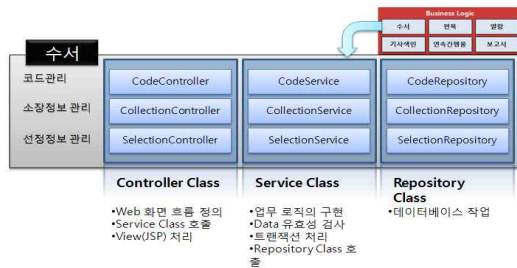 Business Logic
수서
편목
열람
기사색인
연속간행물
보고서
수서
코드관리
CodeController
CodeService
CodeRepository
소장정보 관리
CollectionController
CollectionService
CollectionRepository
선정정보 관리
SelectionController
SelectionService
SelectionRepository
Controller Class
•Web 화면 흐름 정의
•Service Class 호출
•View(JSP) 처리
Service Class
•업무 로직의 구현
•Data 유효성 검사
•트랜잭션 처리
•Repository Class 호
출
Repository
Class
•데이터베이스 작업